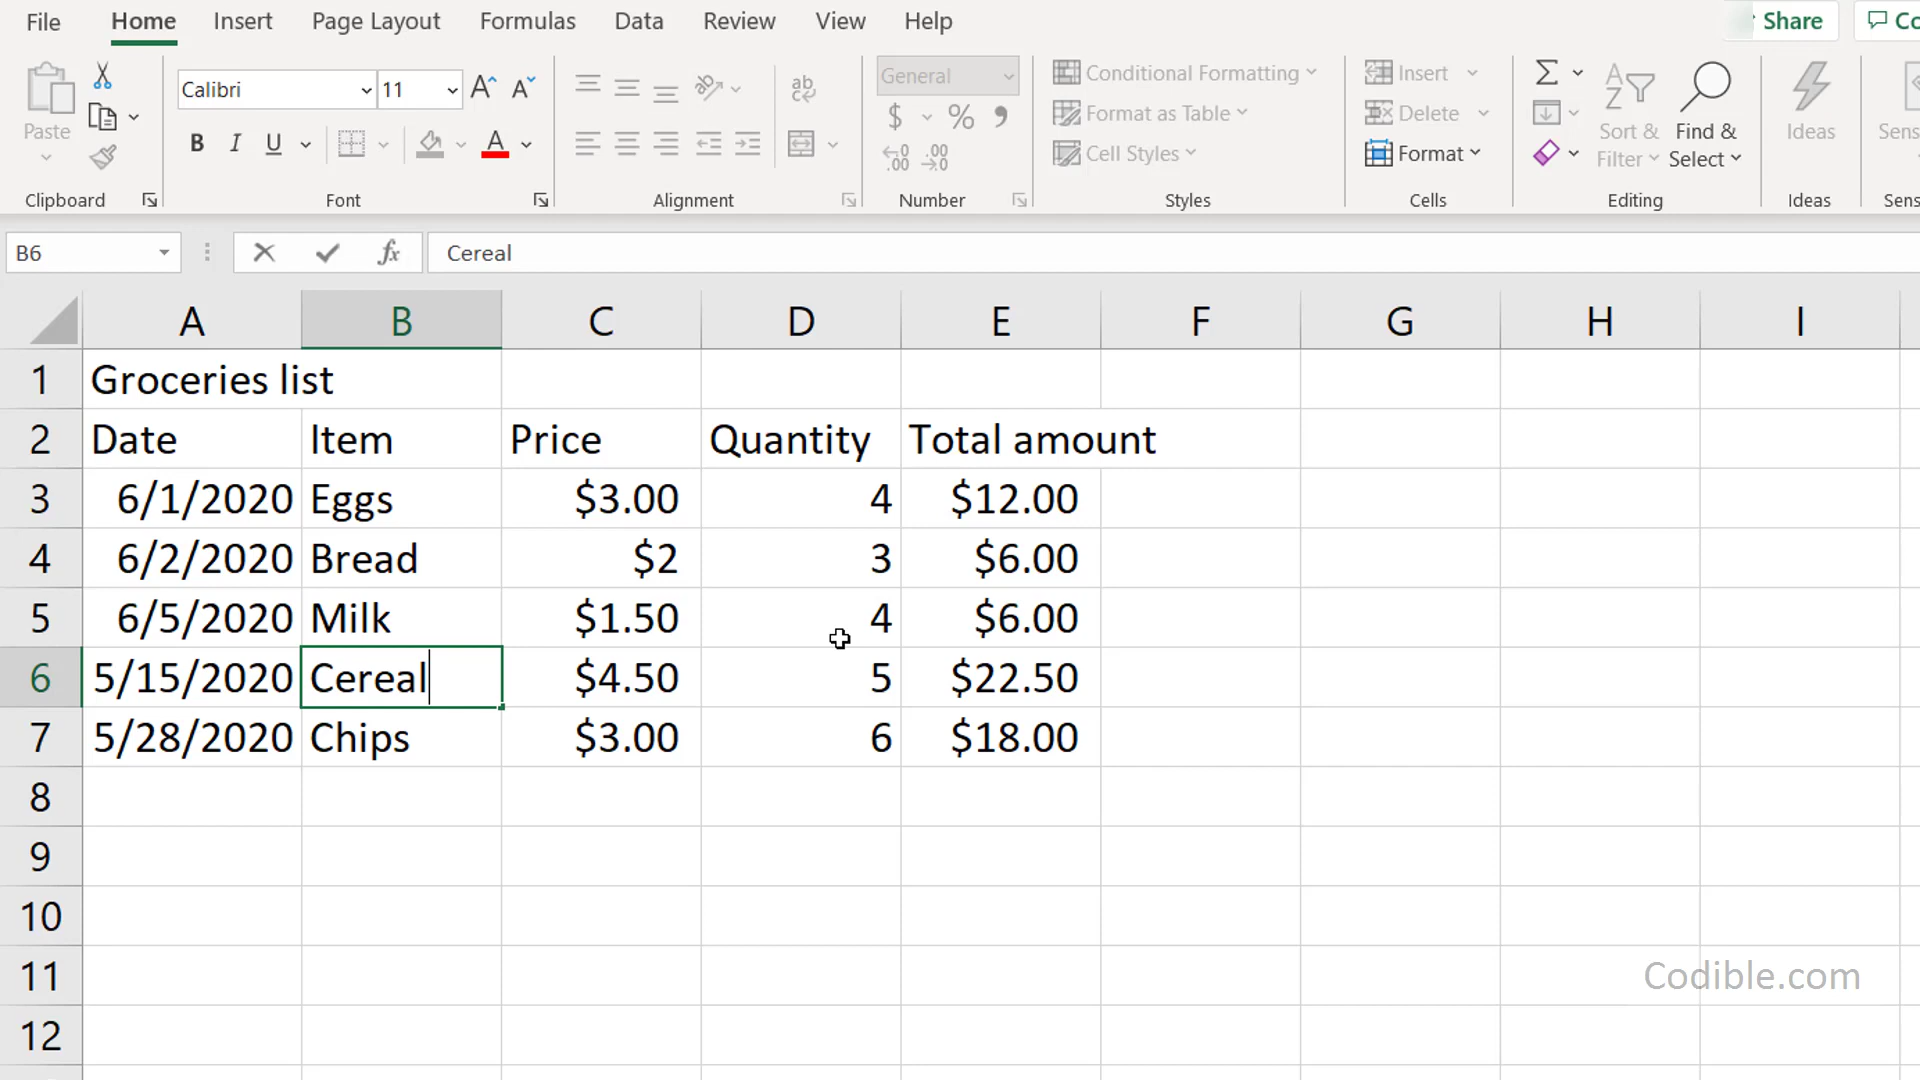 File Home Insert Page Layout Formulas Data Review View Help Share
Calibri 11 General Conditional Formatting Insert
$ % Format as Table Delete
Paste B I U A Cell Styles Format Sort & Filter Find & Select Ideas
Clipboard Font Alignment Number Styles Cells Editing Ideas
B6 fx Cereal
A B C D E F G H I
1 Groceries list
2 Date Item Price Quantity Total amount
3 6/1/2020 Eggs $3.00 4 $12.00
4 6/2/2020 Bread $2 3 $6.00
5 6/5/2020 Milk $1.50 4 $6.00
6 5/15/2020 Cereal $4.50 5 $22.50
7 5/28/2020 Chips $3.00 6 $18.00
8
9
10
11 Codible.com
12